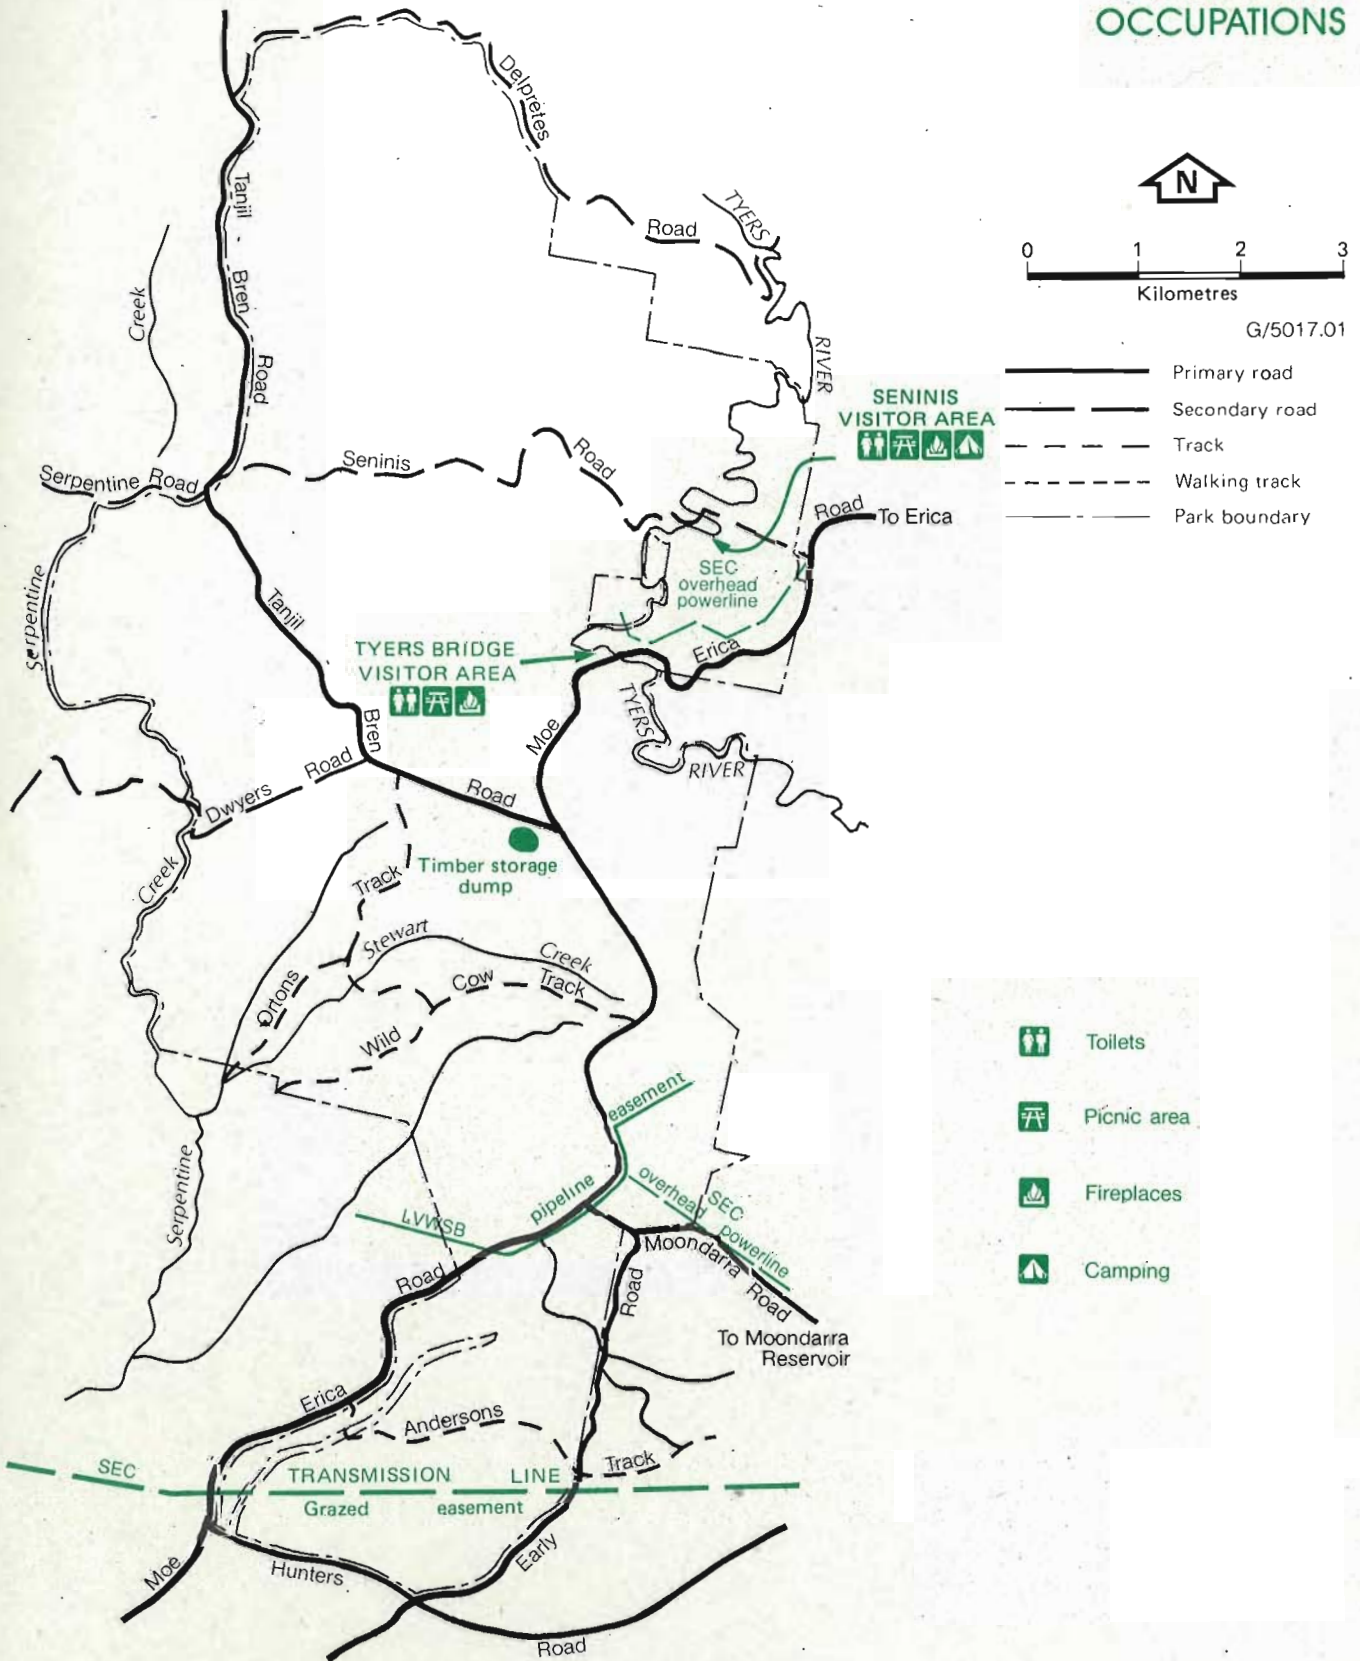 OCCUPATIONS
N
0 1 2 3
Kilometres
G/5017.01
Primary road
Secondary road
Track
Walking track
Park boundary
Delpretes
Road
TYERS
RIVER
Tanjil
Bren
Road
Creek
SENINIS
VISITOR AREA
Serpentine Road
Seninis
Road
Road
To Erica
SEC
overhead
powerline
Serpentine
Tanjil
TYERS BRIDGE
VISITOR AREA
Erica
Bren
Moe
TYERS
RIVER
Dwyers
Road
Road
Timber storage
dump
Creek
Track
Stewart
Creek
Ortons
Cow
Track
Wild
Toilets
Picnic area
Fireplaces
Camping
easement
Serpentine
LVWSB
pipeline
overhead
SEC
powerline
Moondarra
Road
Road
Road
To Moondarra
Reservoir
Erica
Andersons
Track
SEC
TRANSMISSION LINE
Grazed easement
Moe
Hunters
Early
Road